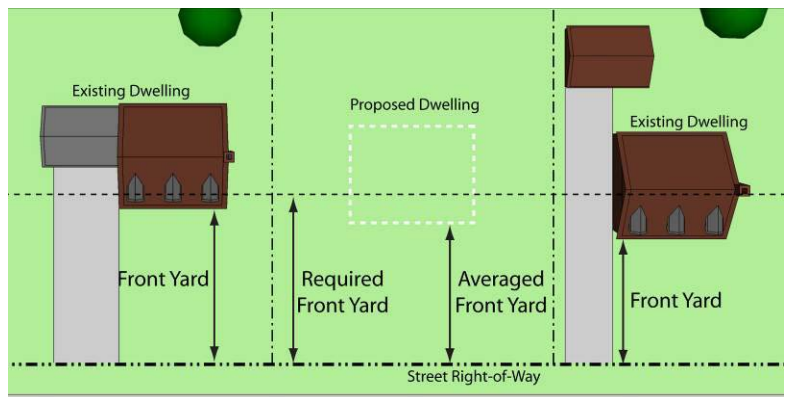 Existing Dwelling
Proposed Dwelling
Existing Dwelling
Front Yard
Required
Front Yard
Averaged
Front Yard
Front Yard
Street Right-of-Way